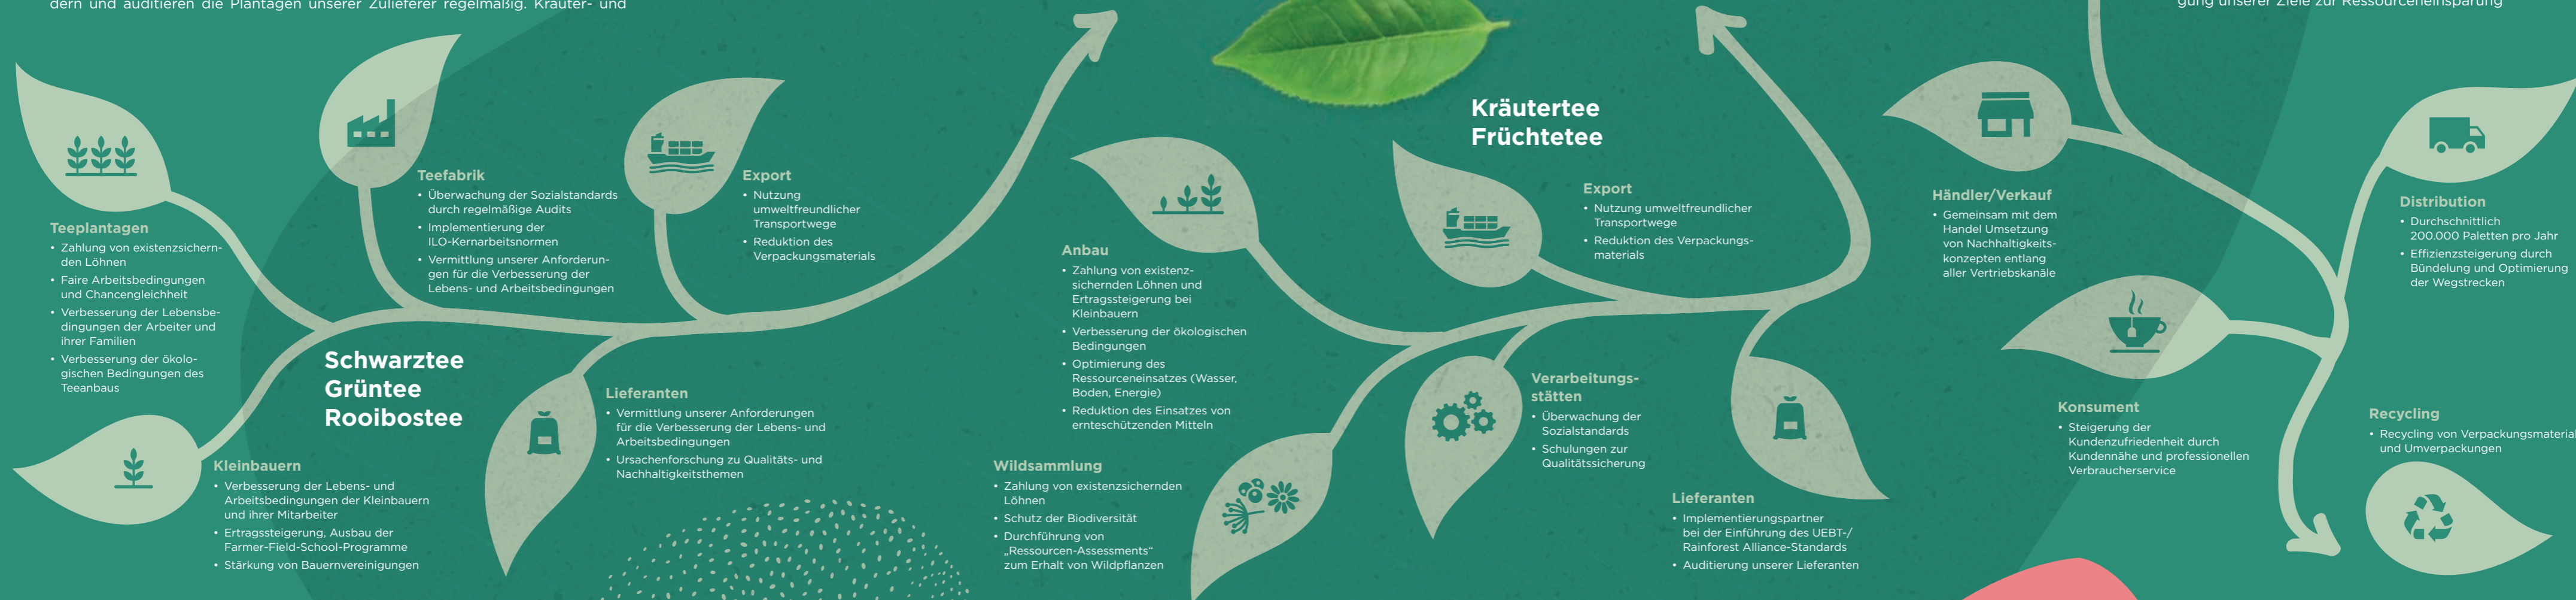 dern und auditieren die Plantagen unserer Zulieferer regelmäßig. Kräuter- und
gung unserer Ziele zur Ressourceneinsparung
Teeplantagen
• Zahlung von existenzsichern-
den Löhnen
• Faire Arbeitsbedingungen
und Chancengleichheit
• Verbesserung der Lebensbe-
dingungen der Arbeiter und
ihrer Familien
• Verbesserung der ökolo-
gischen Bedingungen des
Teeanbaus
Teefabrik
• Überwachung der Sozialstandards
durch regelmäßige Audits
• Implementierung der
ILO-Kernarbeitsnormen
• Vermittlung unserer Anforderun-
gen für die Verbesserung der
Lebens- und Arbeitsbedingungen
Export
• Nutzung
umweltfreundlicher
Transportwege
• Reduktion des
Verpackungsmaterials
Schwarztee
Grüntee
Rooibostee
Kleinbauern
• Verbesserung der Lebens- und
Arbeitsbedingungen der Kleinbauern
und ihrer Mitarbeiter
• Ertragssteigerung, Ausbau der
Farmer-Field-School-Programme
• Stärkung von Bauernvereinigungen
Lieferanten
• Vermittlung unserer Anforderungen
für die Verbesserung der Lebens- und
Arbeitsbedingungen
• Ursachenforschung zu Qualitäts- und
Nachhaltigkeitsthemen
Kräutertee
Früchtetee
Anbau
• Zahlung von existenz-
sichernden Löhnen und
Ertragssteigerung bei
Kleinbauern
• Verbesserung der ökologischen
Bedingungen
• Optimierung des
Ressourceneinsatzes (Wasser,
Boden, Energie)
• Reduktion des Einsatzes von
ernteschützenden Mitteln
Export
• Nutzung umweltfreundlicher
Transportwege
• Reduktion des Verpackungs-
materials
Wildsammlung
• Zahlung von existenzsichernden
Löhnen
• Schutz der Biodiversität
• Durchführung von
„Ressourcen-Assessments“
zum Erhalt von Wildpflanzen
Verarbeitungs-
stätten
• Überwachung der
Sozialstandards
• Schulungen zur
Qualitätssicherung
Lieferanten
• Implementierungspartner
bei der Einführung des UEBT-/
Rainforest Alliance-Standards
• Auditierung unserer Lieferanten
Händler/Verkauf
• Gemeinsam mit dem
Handel Umsetzung
von Nachhaltigkeits-
konzepten entlang
aller Vertriebskanäle
Distribution
• Durchschnittlich
200.000 Paletten pro Jahr
• Effizienzsteigerung durch
Bündelung und Optimierung
der Wegstrecken
Konsument
• Steigerung der
Kundenzufriedenheit durch
Kundennähe und professionellen
Verbraucherservice
Recycling
• Recycling von Verpackungsmaterial
und Umverpackungen